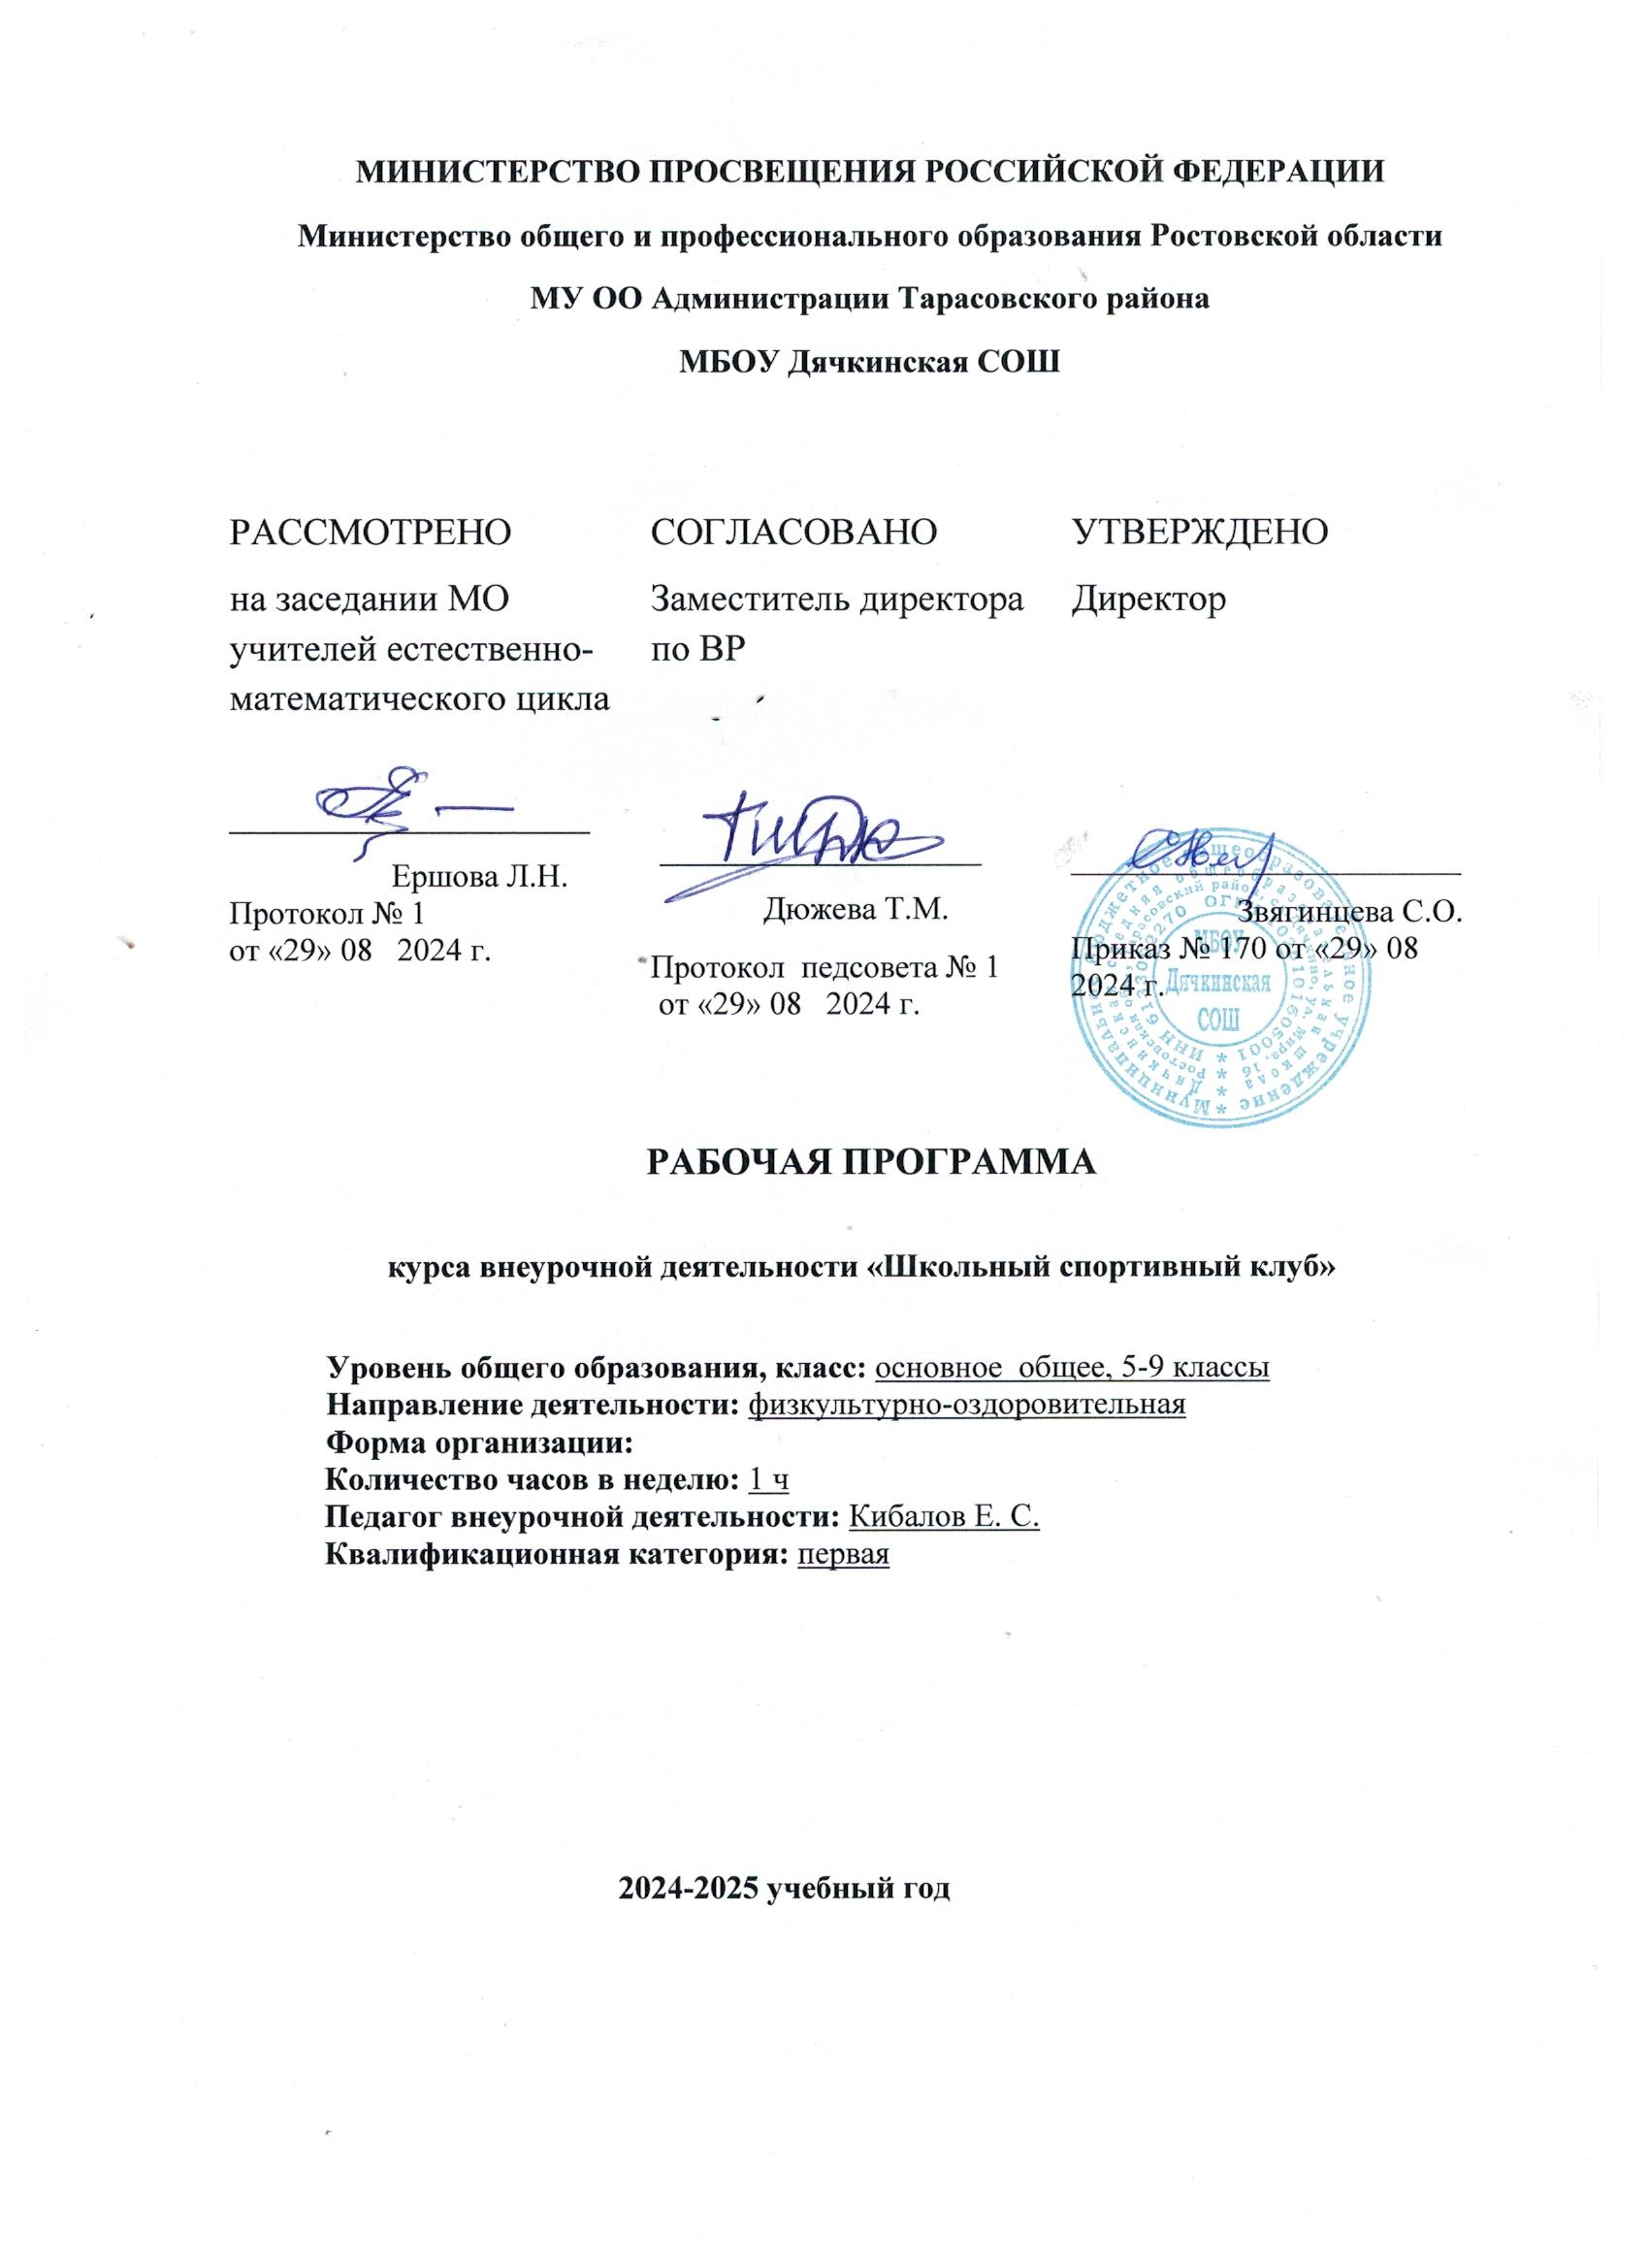 МИНИСТЕРСТВО ПРОСВЕЩЕНИЯ РОССИЙСКОЙ ФЕДЕРАЦИИ
Министерство общего и профессионального образования Ростовской области
МУ ОО Администрации Тарасовского района
МБОУ Дячкинская СОШ
РАССМОТРЕНО
на заседании МО
учителей естественно-
математического цикла
Ершова Л.Н.
Протокол № 1
от «29» 08 2024 г.
СОГЛАСОВАНО
Заместитель директора
по ВР
Дюжева Т.М.
Протокол педсовета № 1
от «29» 08 2024 г.
УТВЕРЖДЕНО
Директор
Звягинцева С.О.
Приказ № 170 от «29» 08
2024 г.
МБОУ
Дячкинская
СОШ
РАБОЧАЯ ПРОГРАММА
курса внеурочной деятельности «Школьный спортивный клуб»
Уровень общего образования, класс: основное общее, 5-9 классы
Направление деятельности: физкультурно-оздоровительная
Форма организации:
Количество часов в неделю: 1 ч
Педагог внеурочной деятельности: Кибалов Е. С.
Квалификационная категория: первая
2024-2025 учебный год